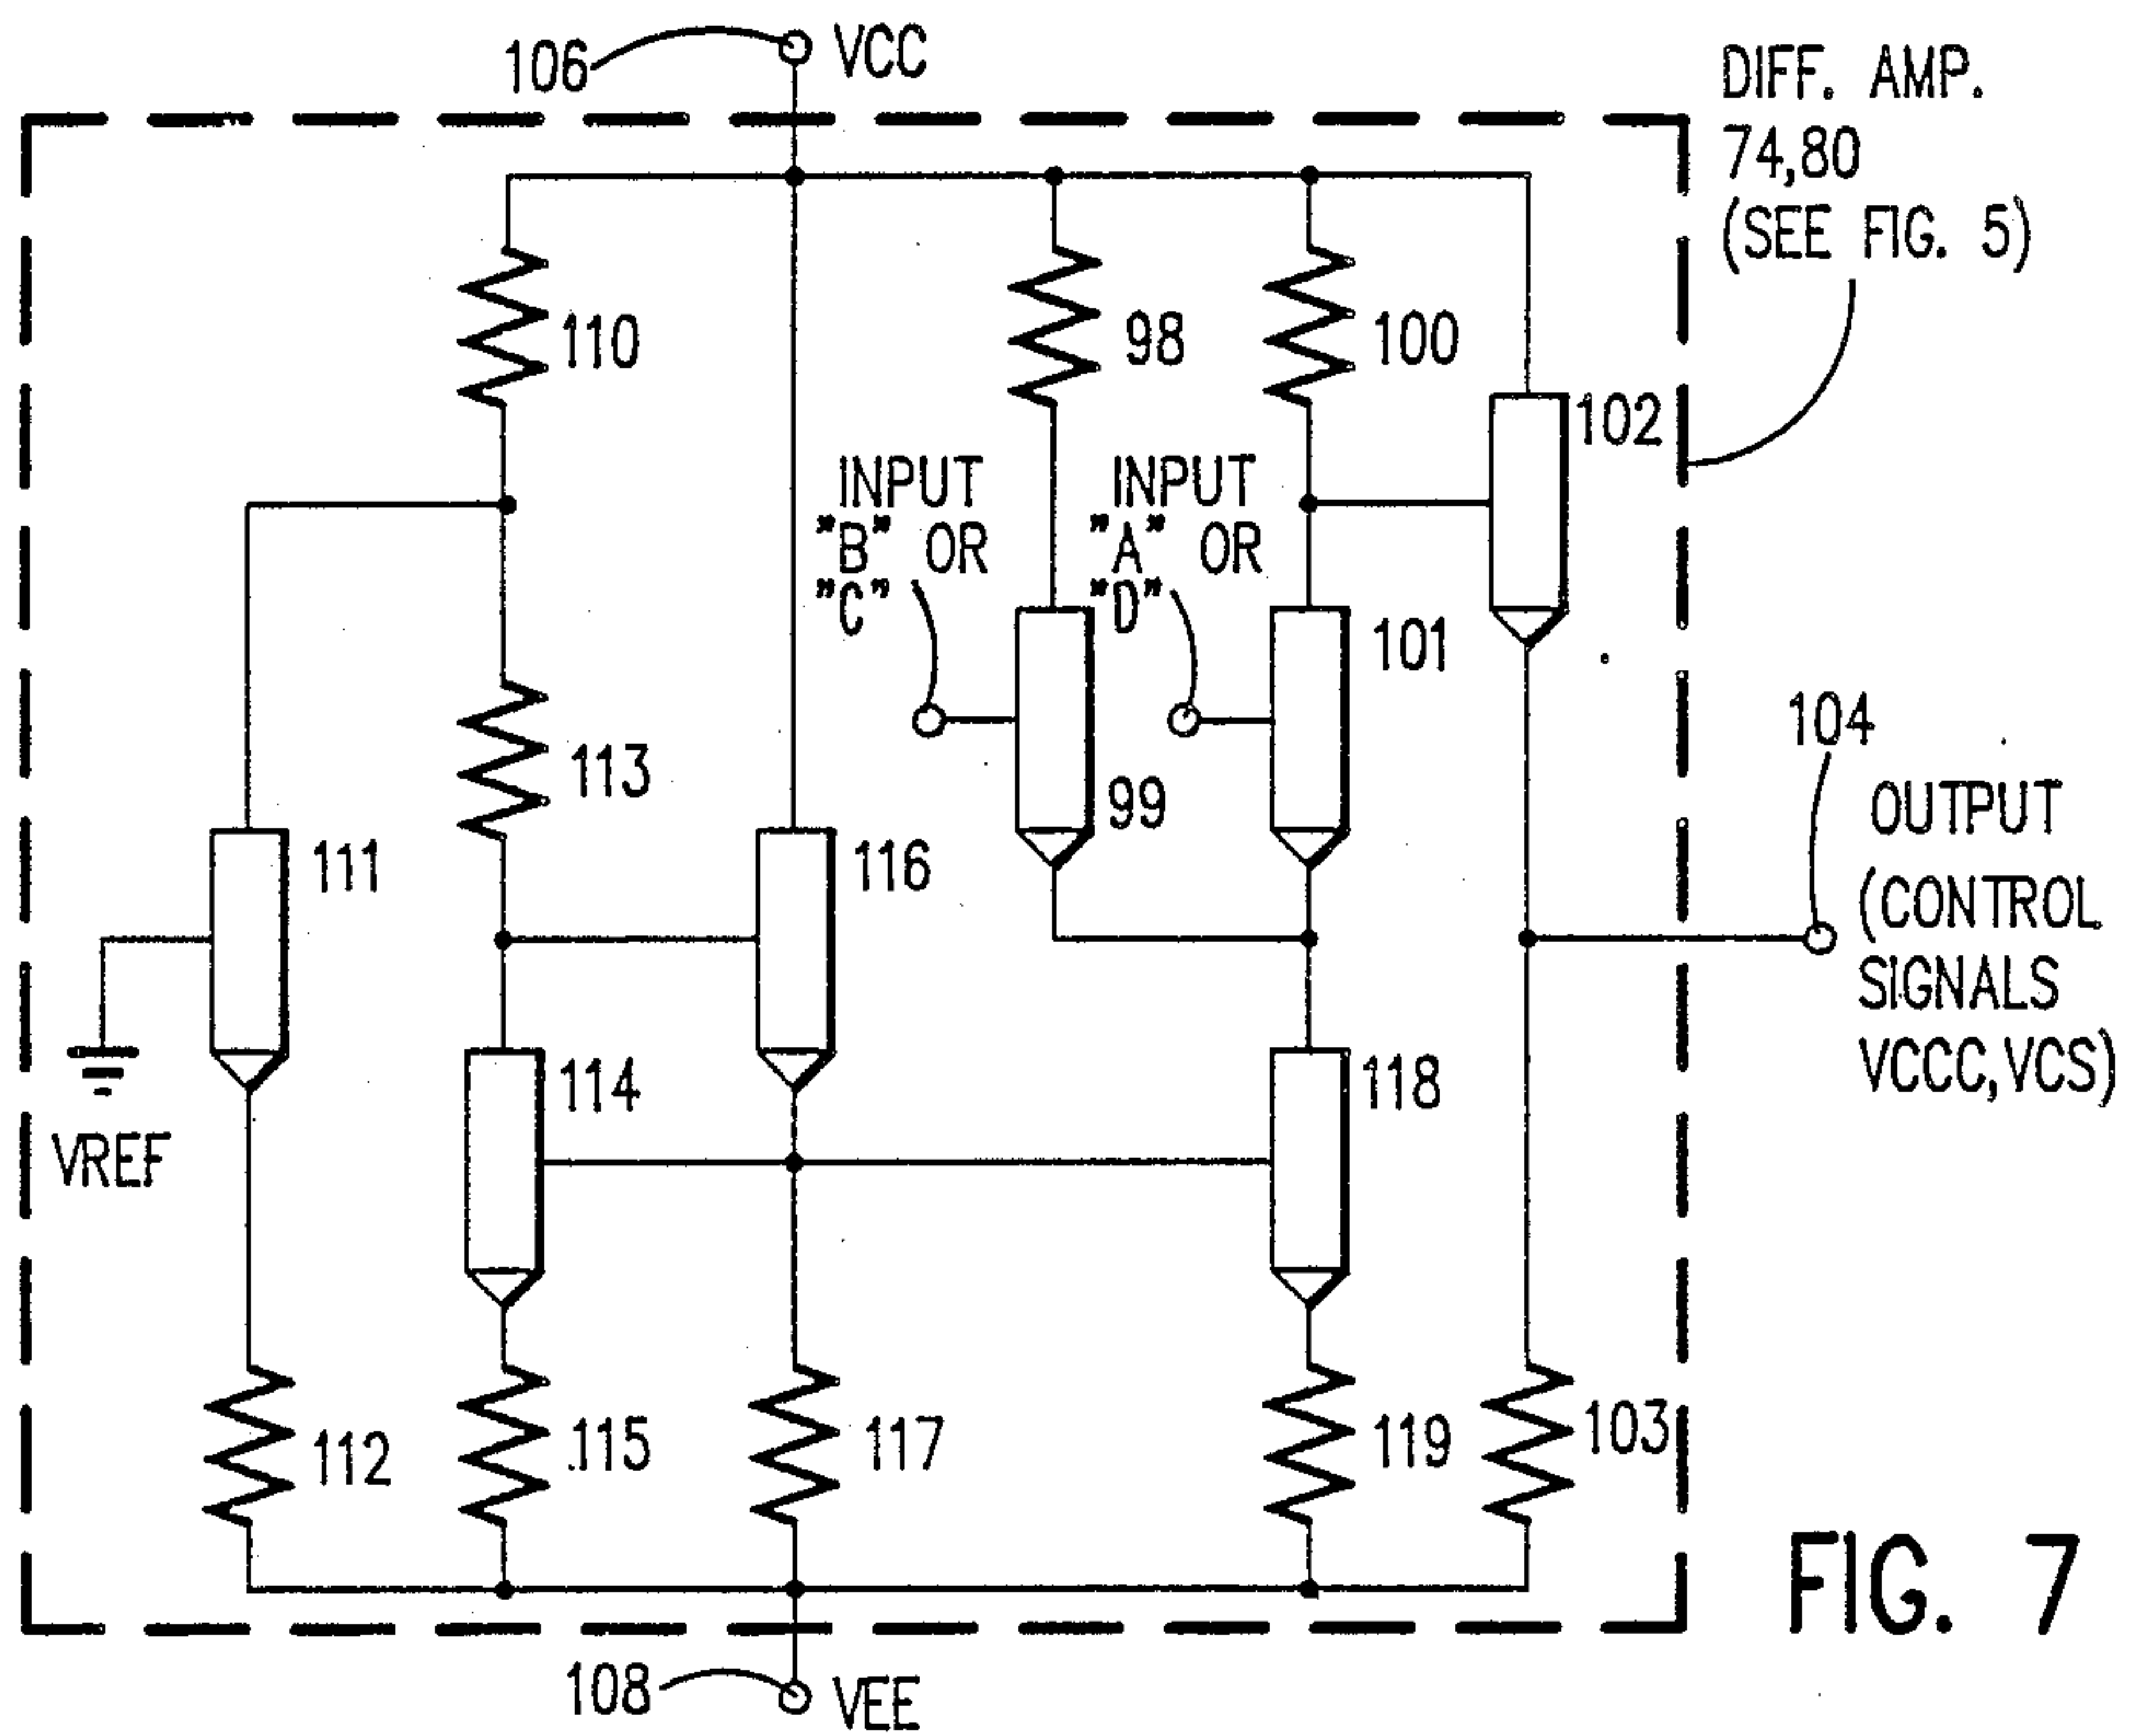 106
VCC
DIFF. AMP.
74,80
(SEE FIG. 5)
110
98
100
102
INPUT
"B" OR
"C"
INPUT
"A" OR
"D"
101
113
99
104
OUTPUT
(CONTROL
SIGNALS
VCCC,VCS)
111
116
114
118
VREF
112
115
117
119
103
FIG. 7
108
VEE